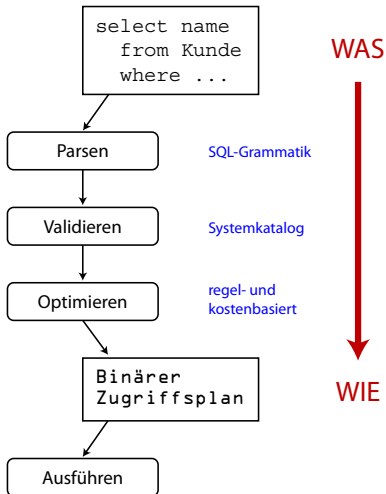 select name
from Kunde
where ...
WAS
Parsen
SQL-Grammatik
Validieren
Systemkatalog
Optimieren
regel- und
kostenbasiert
Binärer
Zugriffsplan
WIE
Ausführen